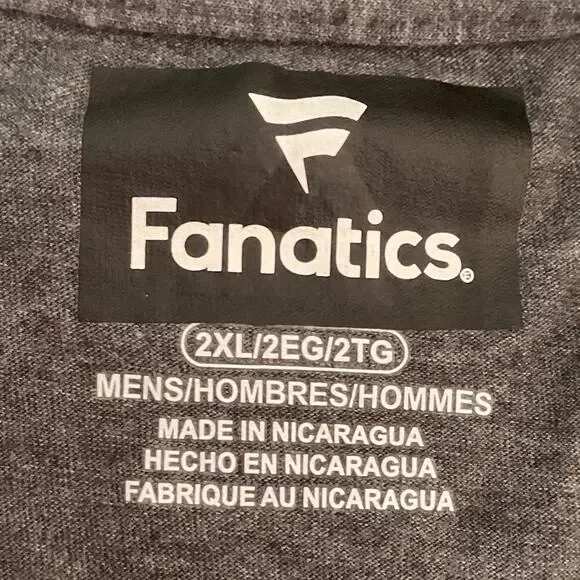 Fanatics®
2XL/2EG/2TG
MENS/HOMBRES/HOMMES
MADE IN NICARAGUA
HECHO EN NICARAGUA
FABRIQUE AU NICARAGUA